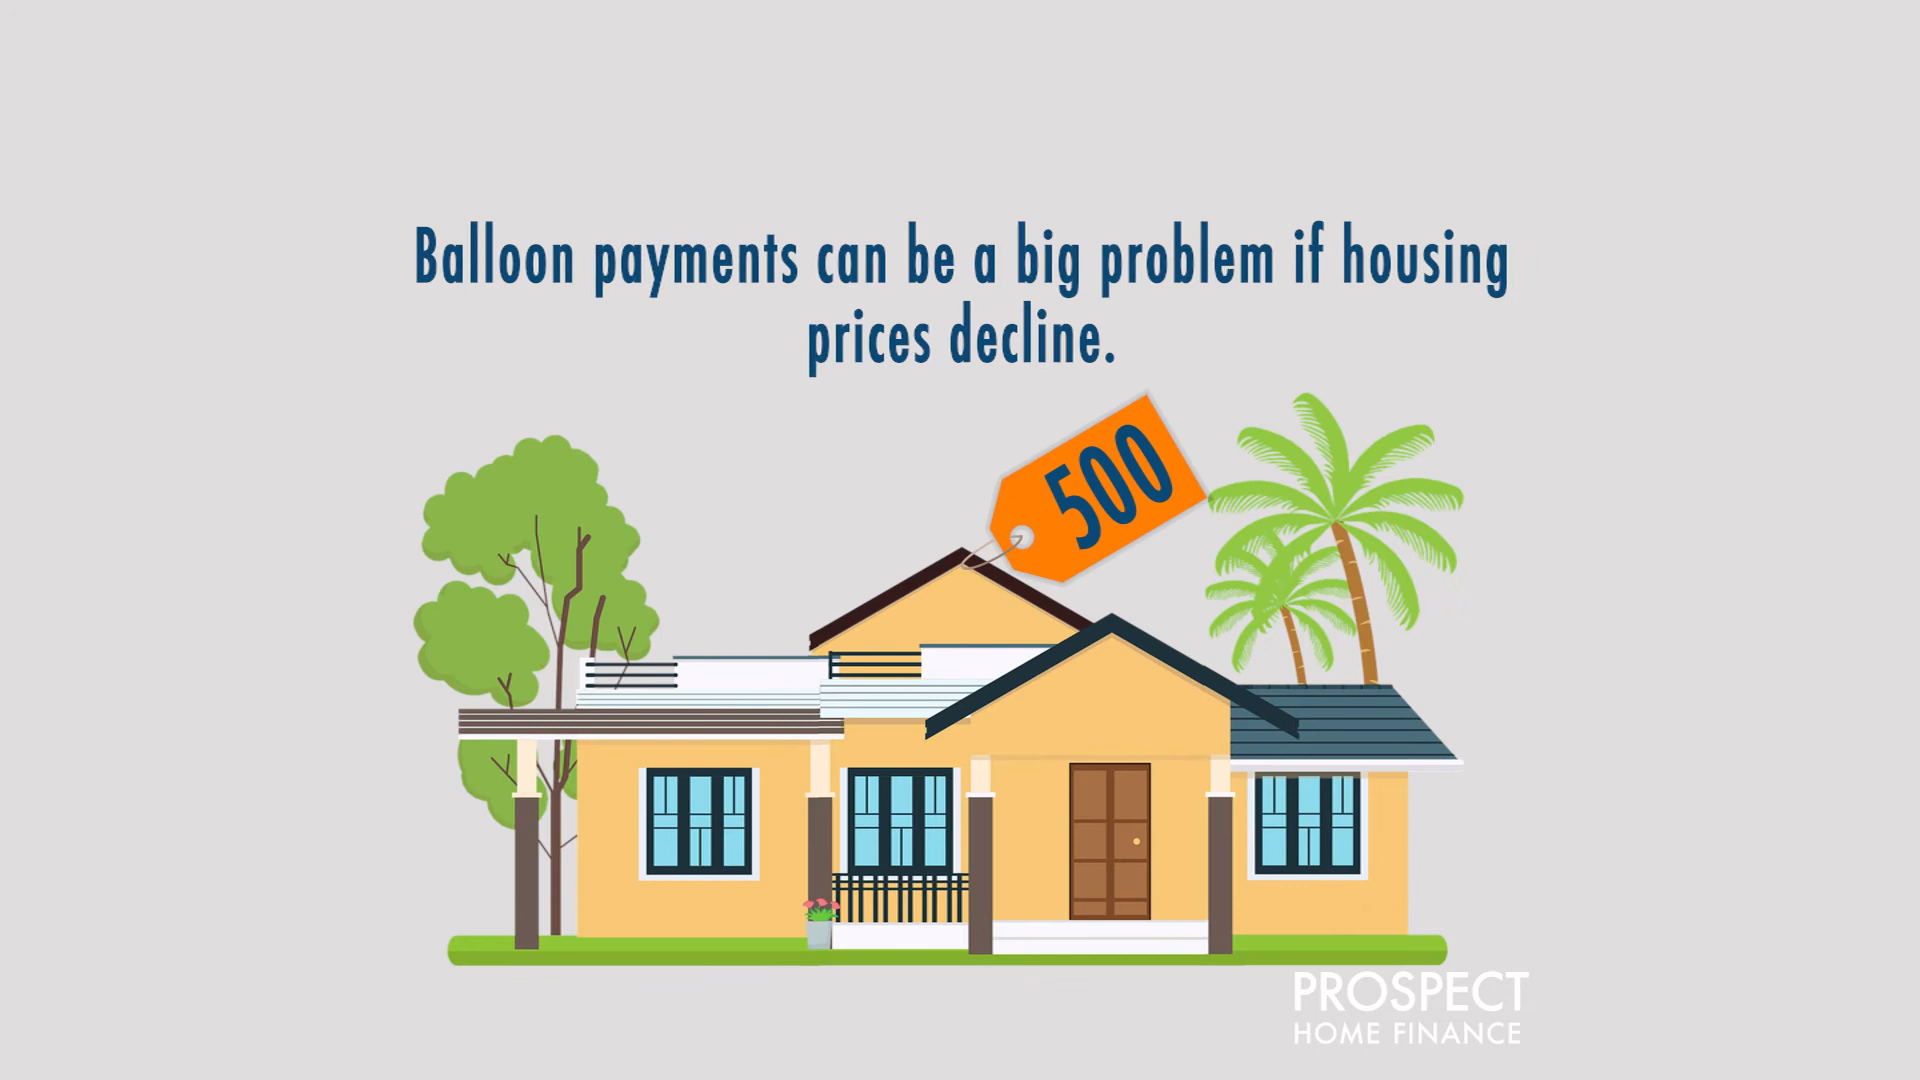 Balloon payments can be a big problem if housing
prices decline.
500
PROSPECT
HOME FINANCE